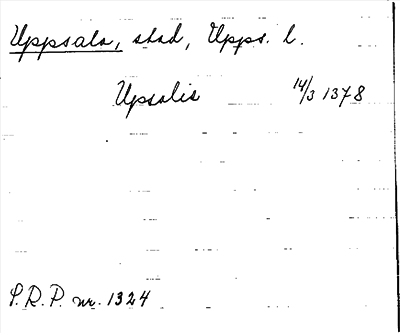 Uppsala, stad, Upps. l.
Upsalis 14/3 1378
S.R.P. nr. 1324